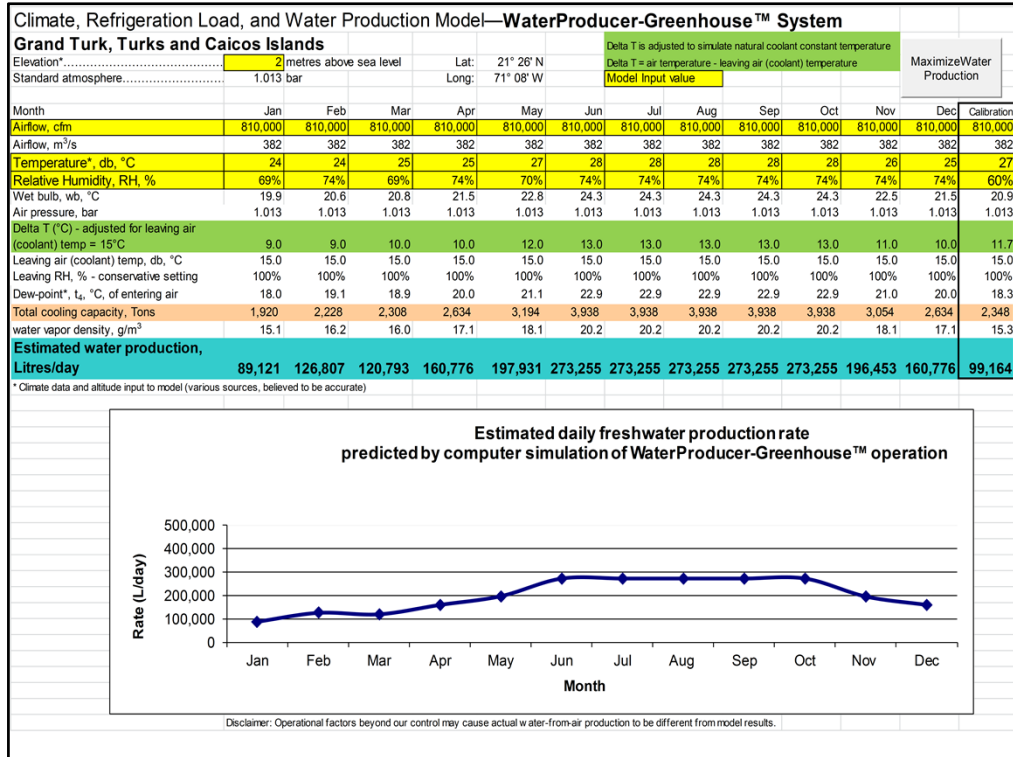 Climate, Refrigeration Load, and Water Production Model—WaterProducer-Greenhouse™ System
Grand Turk, Turks and Caicos Islands
Delta T is adjusted to simulate natural coolant constant temperature
Elevation*……………………………… 2 metres above sea level Lat: 21° 26' N
Delta T = air temperature - leaving air (coolant) temperature
Standard atmosphere……………………… 1.013 bar Long: 71° 08' W
Model Input value
MaximizeWater
Production
Month Jan Feb Mar Apr May Jun Jul Aug Sep Oct Nov Dec Calibration
Airflow, cfm 810,000 810,000 810,000 810,000 810,000 810,000 810,000 810,000 810,000 810,000 810,000 810,000 810,000
Airflow, m³/s 382 382 382 382 382 382 382 382 382 382 382 382 382
Temperature*, db, °C 24 24 25 25 27 28 28 28 28 28 26 25 27
Relative Humidity, RH, % 69% 74% 69% 74% 70% 74% 74% 74% 74% 74% 74% 74% 60%
Wet bulb, wb, °C 19.9 20.6 20.8 21.5 22.8 24.3 24.3 24.3 24.3 24.3 22.5 21.5 20.9
Air pressure, bar 1.013 1.013 1.013 1.013 1.013 1.013 1.013 1.013 1.013 1.013 1.013 1.013 1.013
Delta T (°C) - adjusted for leaving air
(coolant) temp = 15°C 9.0 9.0 10.0 10.0 12.0 13.0 13.0 13.0 13.0 13.0 11.0 10.0 11.7
Leaving air (coolant) temp, db, °C 15.0 15.0 15.0 15.0 15.0 15.0 15.0 15.0 15.0 15.0 15.0 15.0 15.0
Leaving RH, % - conservative setting 100% 100% 100% 100% 100% 100% 100% 100% 100% 100% 100% 100% 100%
Dew-point*, t₄, °C, of entering air 18.0 19.1 18.9 20.0 21.1 22.9 22.9 22.9 22.9 22.9 21.0 20.0 18.3
Total cooling capacity, Tons 1,920 2,228 2,308 2,634 3,194 3,938 3,938 3,938 3,938 3,938 3,054 2,634 2,348
water vapor density, g/m³ 15.1 16.2 16.0 17.1 18.1 20.2 20.2 20.2 20.2 20.2 18.1 17.1 15.3
Estimated water production,
Litres/day 89,121 126,807 120,793 160,776 197,931 273,255 273,255 273,255 273,255 273,255 196,453 160,776 99,164
* Climate data and altitude input to model (various sources, believed to be accurate)
Estimated daily freshwater production rate
predicted by computer simulation of WaterProducer-Greenhouse™ operation
Rate (L/day)
500,000
400,000
300,000
200,000
100,000
0
Jan Feb Mar Apr May Jun Jul Aug Sep Oct Nov Dec
Month
Disclaimer: Operational factors beyond our control may cause actual water-from-air production to be different from model results.